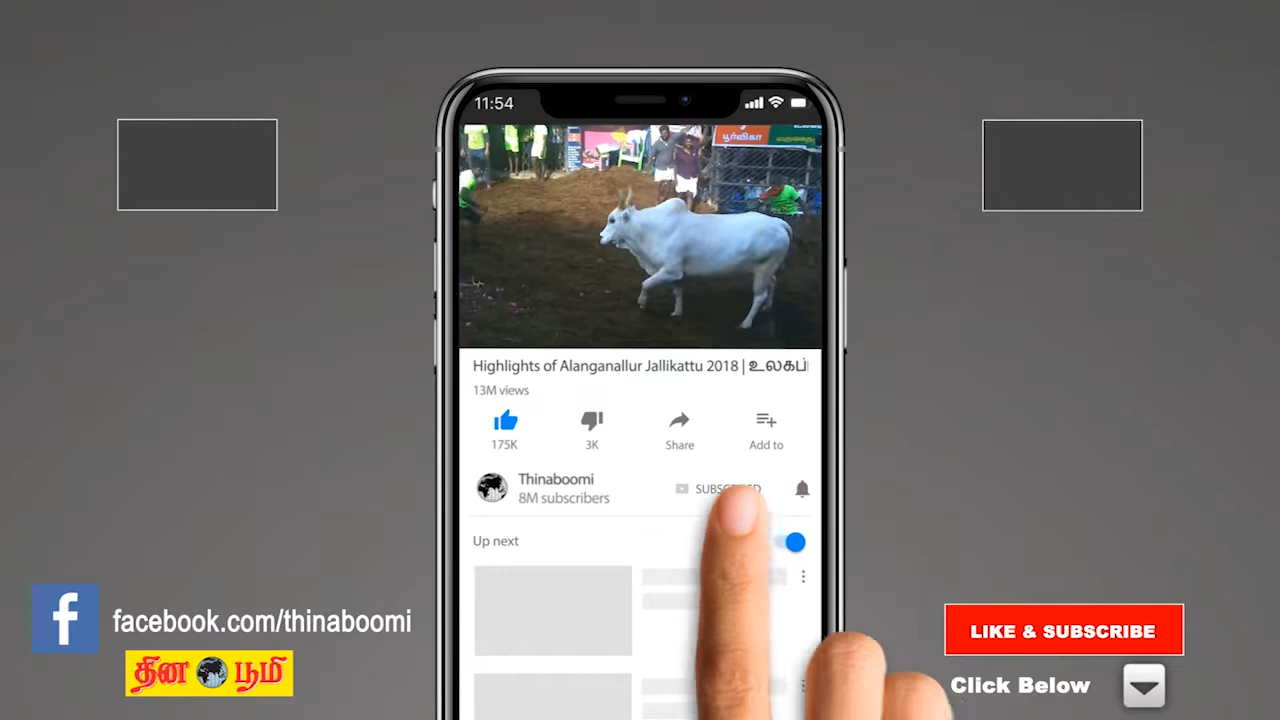 11:54
பூர்விகா
Highlights of Alanganallur Jallikattu 2018 | உலகப்
13M views
175K
3K
Share
Add to
Thinaboomi
8M subscribers
SUBSCRIBED
Up next
f
facebook.com/thinaboomi
தின பூமி
LIKE & SUBSCRIBE
Click Below